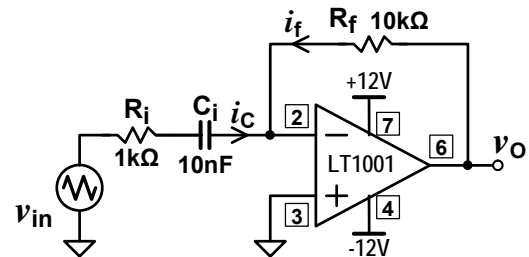 i_f R_f 10kΩ
+12V
R_i C_i i_C 2 − 7
1kΩ 10nF LT1001 6 v_O
v_in + 4
3
-12V